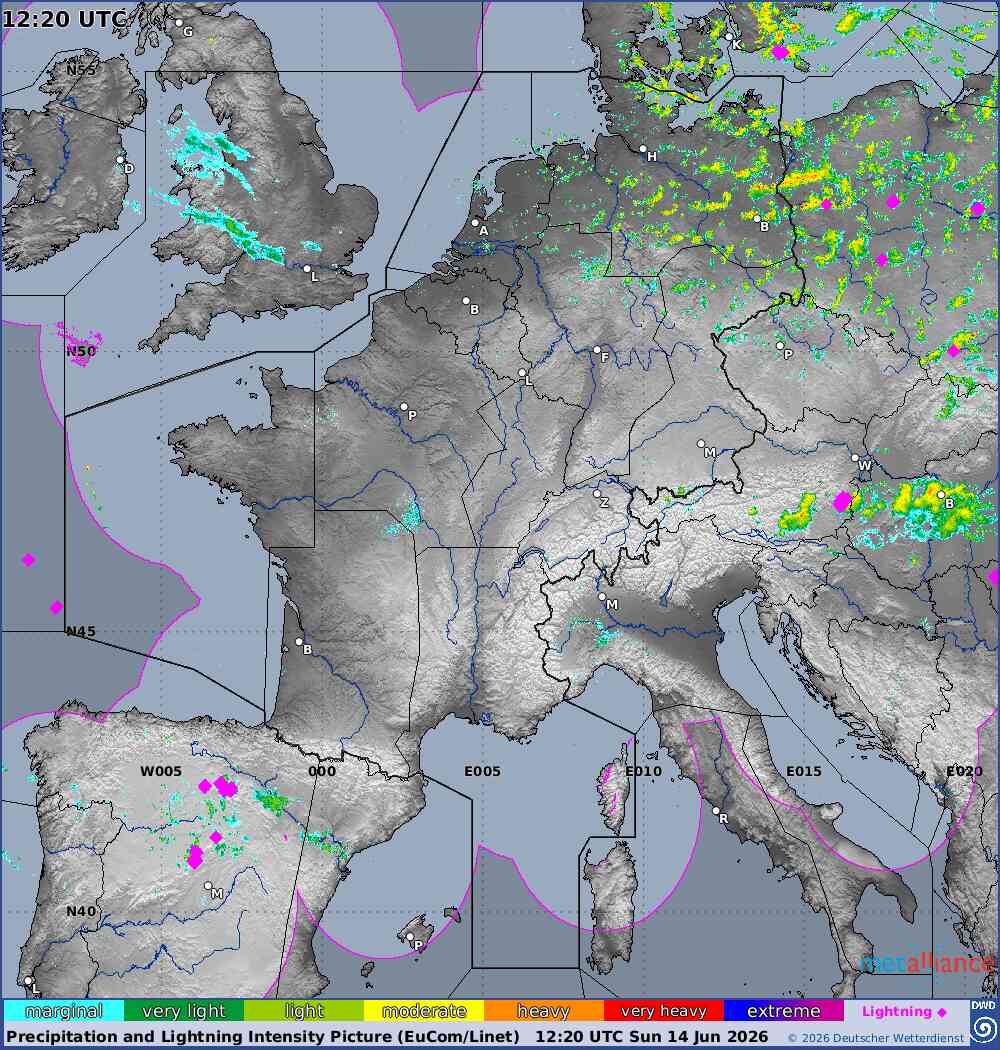 12:20 UTC
G
K
N55
H
D
A
B
L
B
N50
F
P
L
P
M
W
Z
B
M
N45
B
W005
000
E005
E010
E015
E020
R
M
N40
P
metalliance
L
marginal very light light moderate heavy very heavy extreme Lightning
DWD
Precipitation and Lightning Intensity Picture (EuCom/Linet) 12:20 UTC Sun 14 Jun 2026 © 2026 Deutscher Wetterdienst